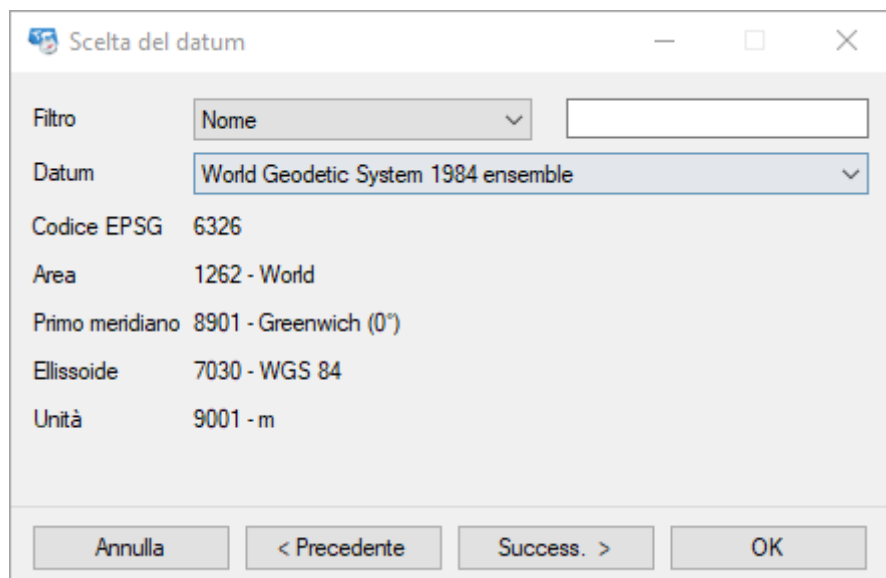 Scelta del datum
Filtro Nome
Datum World Geodetic System 1984 ensemble
Codice EPSG 6326
Area 1262 - World
Primo meridiano 8901 - Greenwich (0°)
Ellissoide 7030 - WGS 84
Unità 9001 - m
Annulla < Precedente Success. > OK